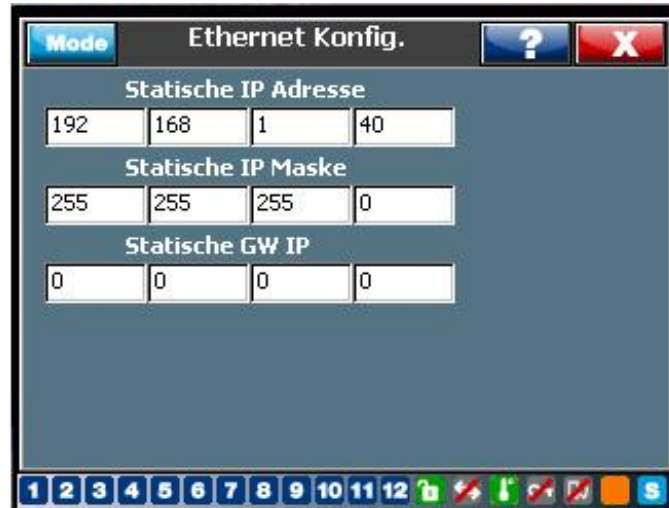 Mode Ethernet Konfig. ? X
Statische IP Adresse
192 168 1 40
Statische IP Maske
255 255 255 0
Statische GW IP
0 0 0 0
1 2 3 4 5 6 7 8 9 10 11 12 S